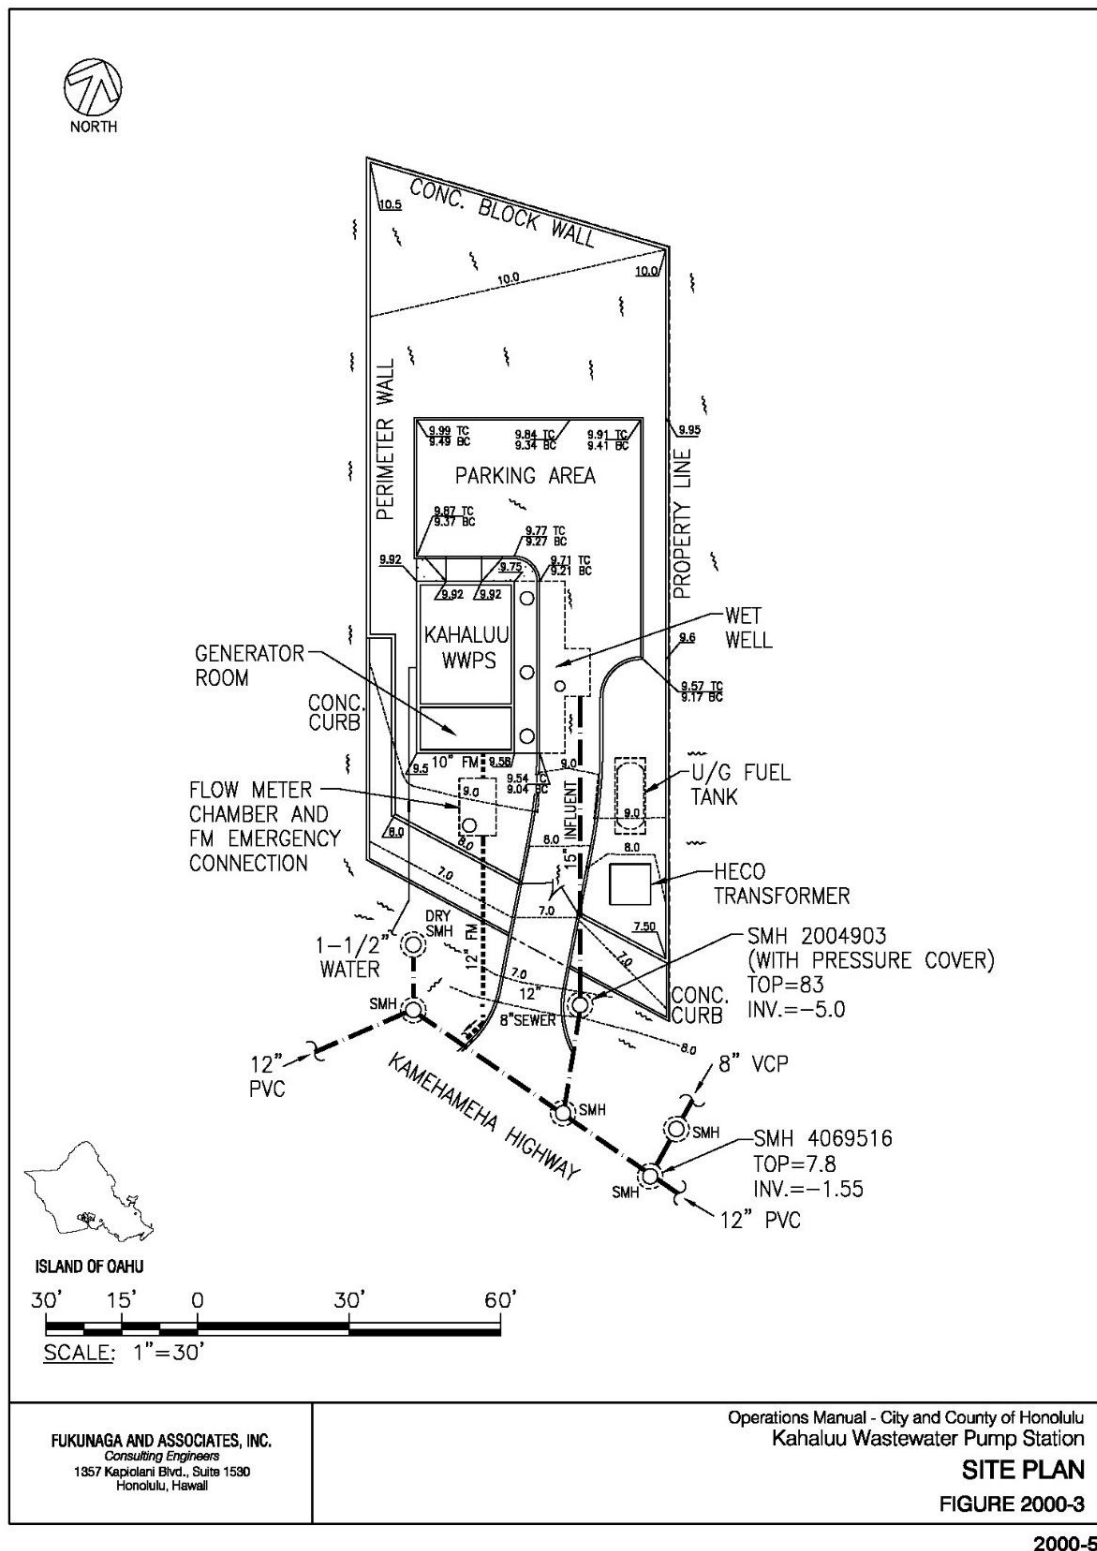 NORTH
CONC. BLOCK WALL
10.5
10.0
10.0
PERIMETER WALL
9.99 TC
9.49 BC
9.84 TC
9.34 BC
9.91 TC
9.41 BC
9.95
PARKING AREA
PROPERTY LINE
9.87 TC
9.37 BC
9.77 TC
9.27 BC
9.92
9.75
9.71 TC
9.21 BC
9.92
9.92
KAHALUU
WWPS
WET
WELL
GENERATOR
ROOM
9.6
9.57 TC
9.17 BC
CONC.
CURB
10" FM
9.5
9.58
9.54 TC
9.04 BC
9.0
U/G FUEL
TANK
FLOW METER
CHAMBER AND
FM EMERGENCY
CONNECTION
9.0
15" INFLUENT
9.0
8.0
8.0
8.0
8.0
7.0
HECO
TRANSFORMER
7.0
7.50
DRY
SMH
1-1/2"
WATER
12" FM
7.0
7.0
SMH 2004903
(WITH PRESSURE COVER)
TOP=83
INV.=-5.0
12"
8"SEWER
CONC.
CURB
SMH
8.0
12"
PVC
KAMEHAMEHA HIGHWAY
8" VCP
SMH
SMH
SMH 4069516
TOP=7.8
INV.=-1.55
SMH
12" PVC
ISLAND OF OAHU
30' 15' 0 30' 60'
SCALE: 1"=30'
FUKUNAGA AND ASSOCIATES, INC.
Consulting Engineers
1357 Kapiolani Blvd., Suite 1530
Honolulu, Hawaii
Operations Manual - City and County of Honolulu
Kahaluu Wastewater Pump Station
SITE PLAN
FIGURE 2000-3
2000-5